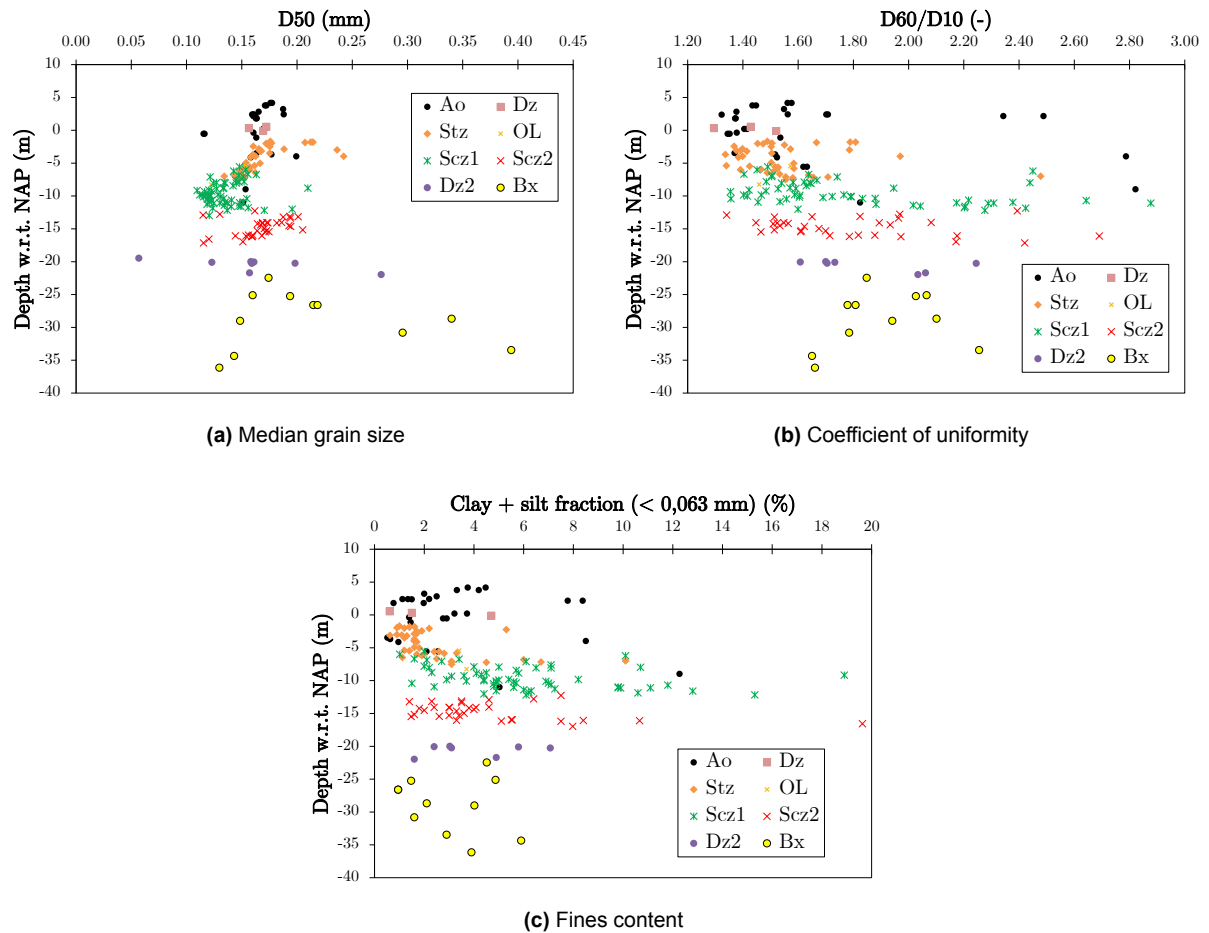 D50 (mm)
0.00 0.05 0.10 0.15 0.20 0.25 0.30 0.35 0.40 0.45
10
5
0
-5
-10
-15
-20
-25
-30
-35
-40
Depth w.r.t. NAP (m)
Ao Dz
Stz OL
Scz1 Scz2
Dz2 Bx
(a) Median grain size
D60/D10 (-)
1.20 1.40 1.60 1.80 2.00 2.20 2.40 2.60 2.80 3.00
10
5
0
-5
-10
-15
-20
-25
-30
-35
-40
Depth w.r.t. NAP (m)
Ao Dz
Stz OL
Scz1 Scz2
Dz2 Bx
(b) Coefficient of uniformity
Clay + silt fraction (< 0,063 mm) (%)
0 2 4 6 8 10 12 14 16 18 20
10
5
0
-5
-10
-15
-20
-25
-30
-35
-40
Depth w.r.t. NAP (m)
Ao Dz
Stz OL
Scz1 Scz2
Dz2 Bx
(c) Fines content